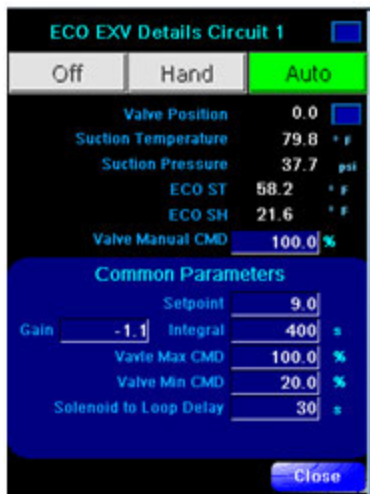 ECO EXV Details Circuit 1
Off Hand Auto
Valve Position 0.0
Suction Temperature 79.8 ° F
Suction Pressure 37.7 psi
ECO ST 58.2 ° F
ECO SH 21.6 ° F
Valve Manual CMD 100.0 %
Common Parameters
Setpoint 9.0
Gain -1.1 Integral 400 s
Vavle Max CMD 100.0 %
Valve Min CMD 20.0 %
Solenoid to Loop Delay 30 s
Close